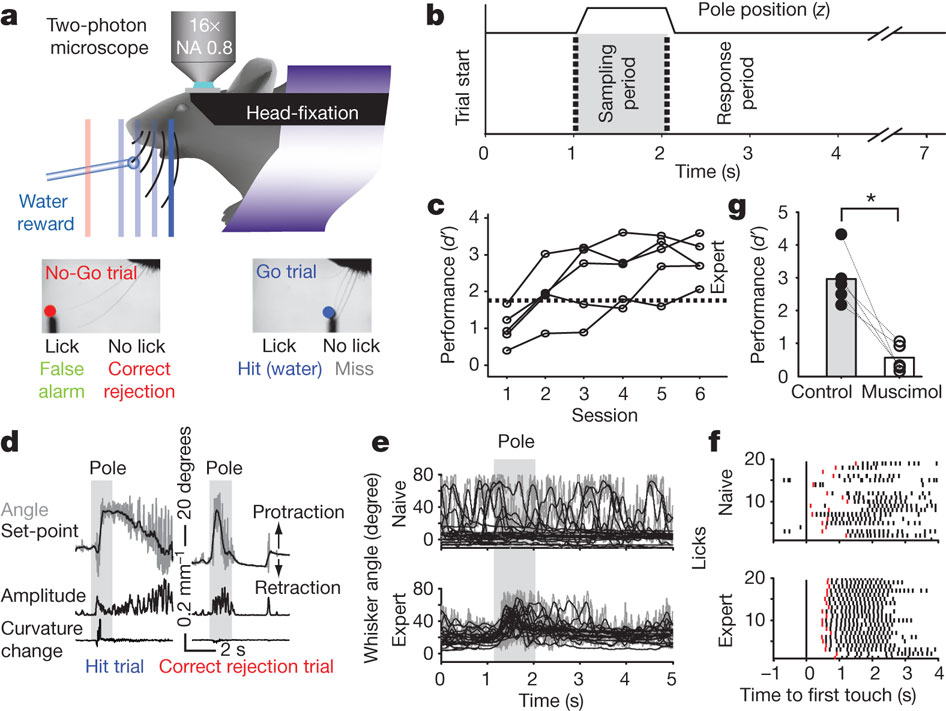 a
Two-photon
microscope
16×
NA 0.8
Head-fixation
Water
reward
No-Go trial
Go trial
Lick No lick
Lick No lick
False
alarm
Correct
rejection
Hit (water) Miss
b
Pole position (z)
Trial start
Sampling
period
Response
period
0 1 2 3 4 7
Time (s)
c
Performance (d′)
4
3
2
1
0
Expert
1 2 3 4 5 6
Session
g
*
Performance (d′)
5
4
3
2
1
0
Control Muscimol
d
Pole Pole
Angle
Set-point
20 degrees
Protraction
Retraction
Amplitude
0.2 mm−1
Curvature
change
2 s
Hit trial
Correct rejection trial
e
Pole
Whisker angle (degree)
Naive
80
40
0
Expert
80
40
0
0 1 2 3 4 5
Time (s)
f
Licks
Naive
20
10
0
Expert
20
10
0
−1 0 1 2 3 4
Time to first touch (s)